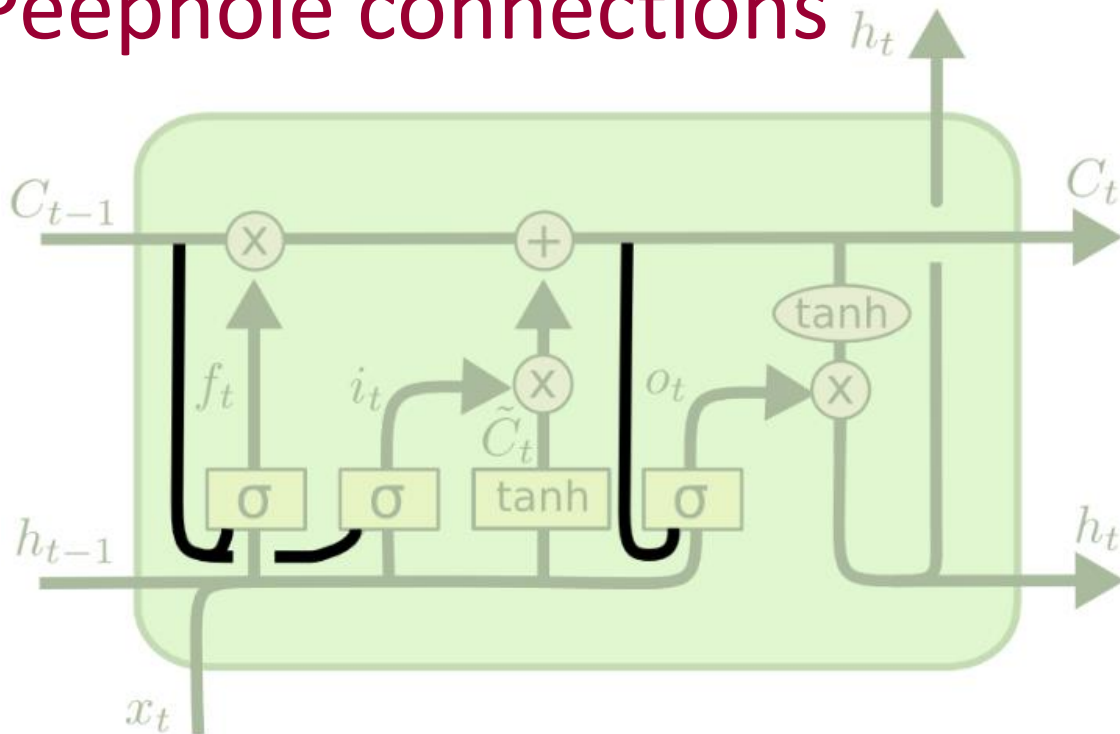 Peephole connections
h_t
C_{t-1}
C_t
x
+
tanh
f_t
i_t
x
o_t
x
C̃_t
σ
σ
tanh
σ
h_{t-1}
h_t
x_t